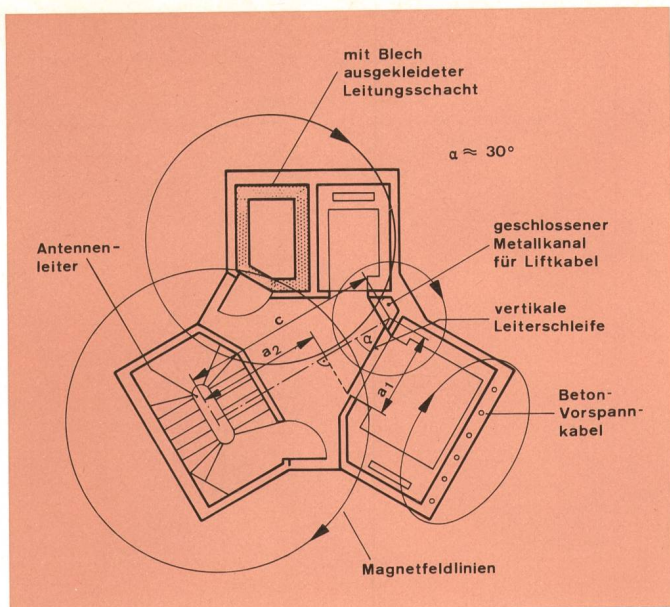 mit Blech
ausgekleideter
Leitungsschacht
α ≈ 30°
Antennen-
leiter
geschlossener
Metallkanal
für Liftkabel
vertikale
Leiterschleife
c
a₂
α
a₁
Beton-
Vorspann-
kabel
Magnetfeldlinien